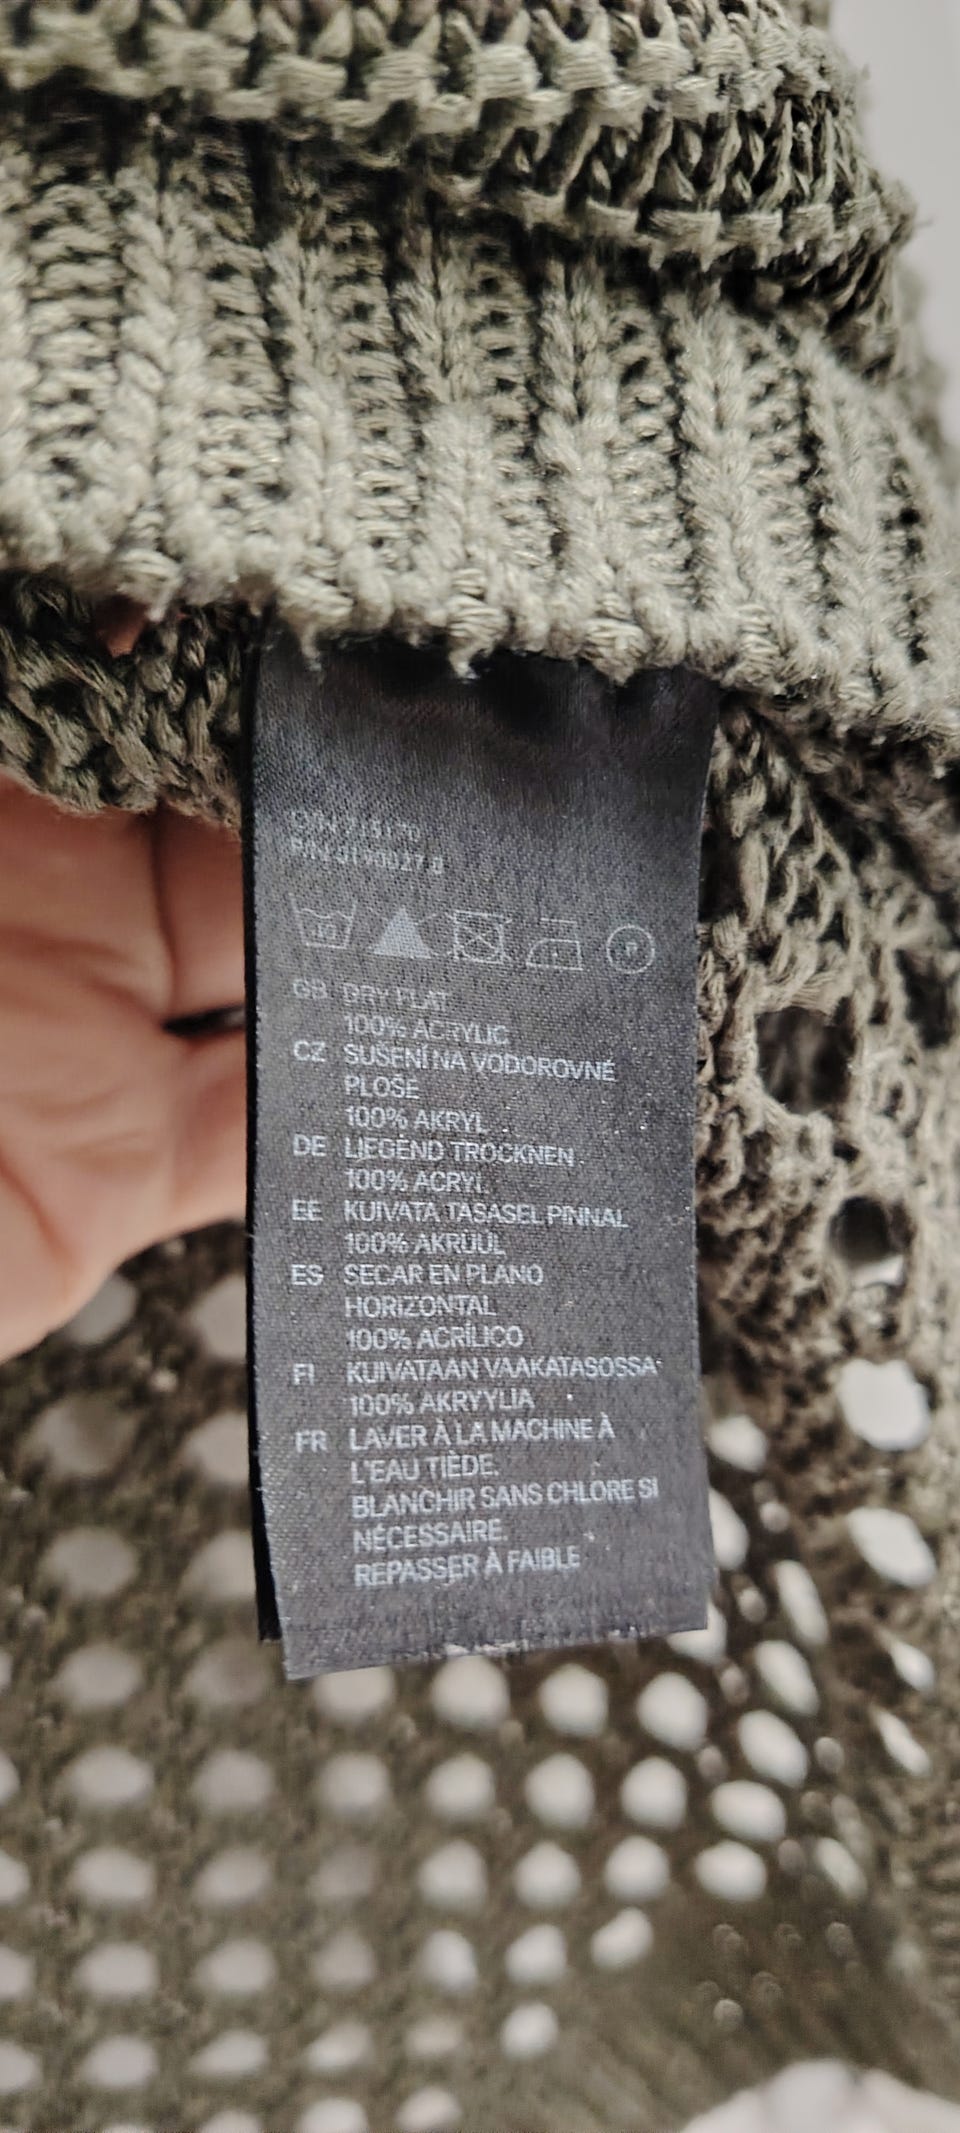 GB DRY FLAT
100% ACRYLIC
CZ SUŠENÍ NA VODOROVNÉ
PLOŠE
100% AKRYL
DE LIEGEND TROCKNEN
100% ACRYL
EE KUIVATA TASASEL PINNAL
100% AKRÜÜL
ES SECAR EN PLANO
HORIZONTAL
100% ACRÍLICO
FI KUIVATAAN VAAKATASOSSA
100% AKRYYLIA
FR LAVER À LA MACHINE À
L'EAU TIÈDE.
BLANCHIR SANS CHLORE SI
NÉCESSAIRE.
REPASSER À FAIBLE